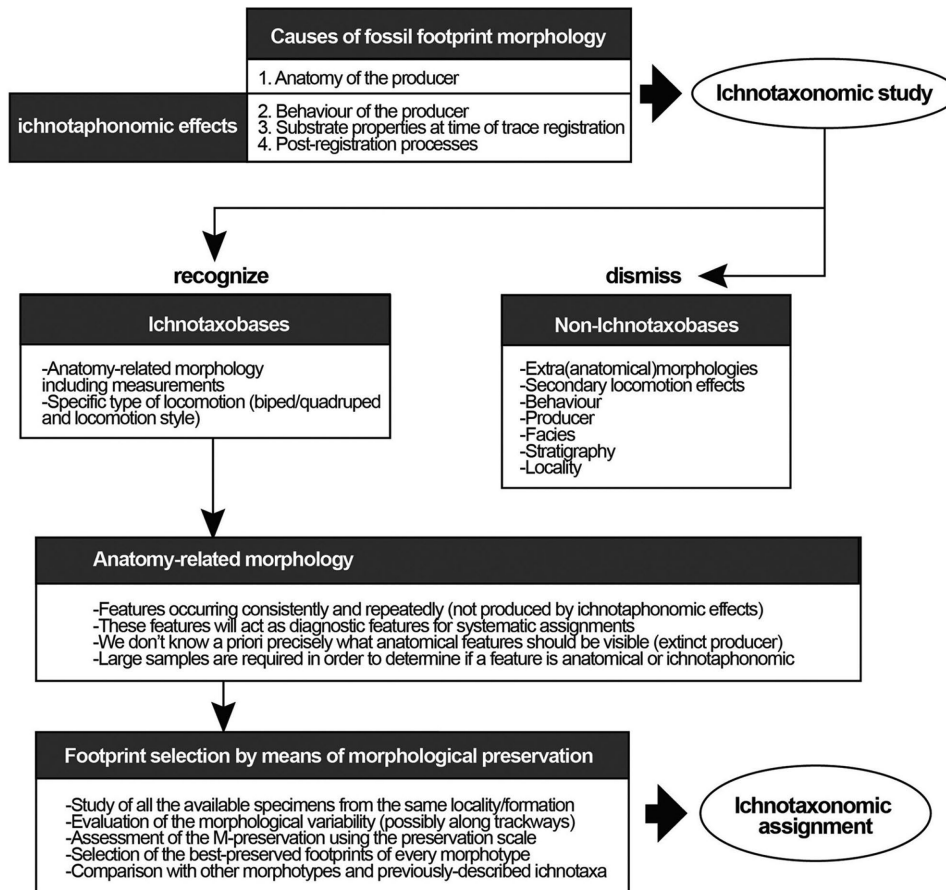 Causes of fossil footprint morphology
1. Anatomy of the producer
ichnotaphonomic effects
2. Behaviour of the producer
3. Substrate properties at time of trace registration
4. Post-registration processes
Ichnotaxonomic study
recognize
dismiss
Ichnotaxobases
-Anatomy-related morphology
including measurements
-Specific type of locomotion (biped/quadruped
and locomotion style)
Non-Ichnotaxobases
-Extra(anatomical)morphologies
-Secondary locomotion effects
-Behaviour
-Producer
-Facies
-Stratigraphy
-Locality
Anatomy-related morphology
-Features occurring consistently and repeatedly (not produced by ichnotaphonomic effects)
-These features will act as diagnostic features for systematic assignments
-We don't know a priori precisely what anatomical features should be visible (extinct producer)
-Large samples are required in order to determine if a feature is anatomical or ichnotaphonomic
Footprint selection by means of morphological preservation
-Study of all the available specimens from the same locality/formation
-Evaluation of the morphological variability (possibly along trackways)
-Assessment of the M-preservation using the preservation scale
-Selection of the best-preserved footprints of every morphotype
-Comparison with other morphotypes and previously-described ichnotaxa
Ichnotaxonomic
assignment